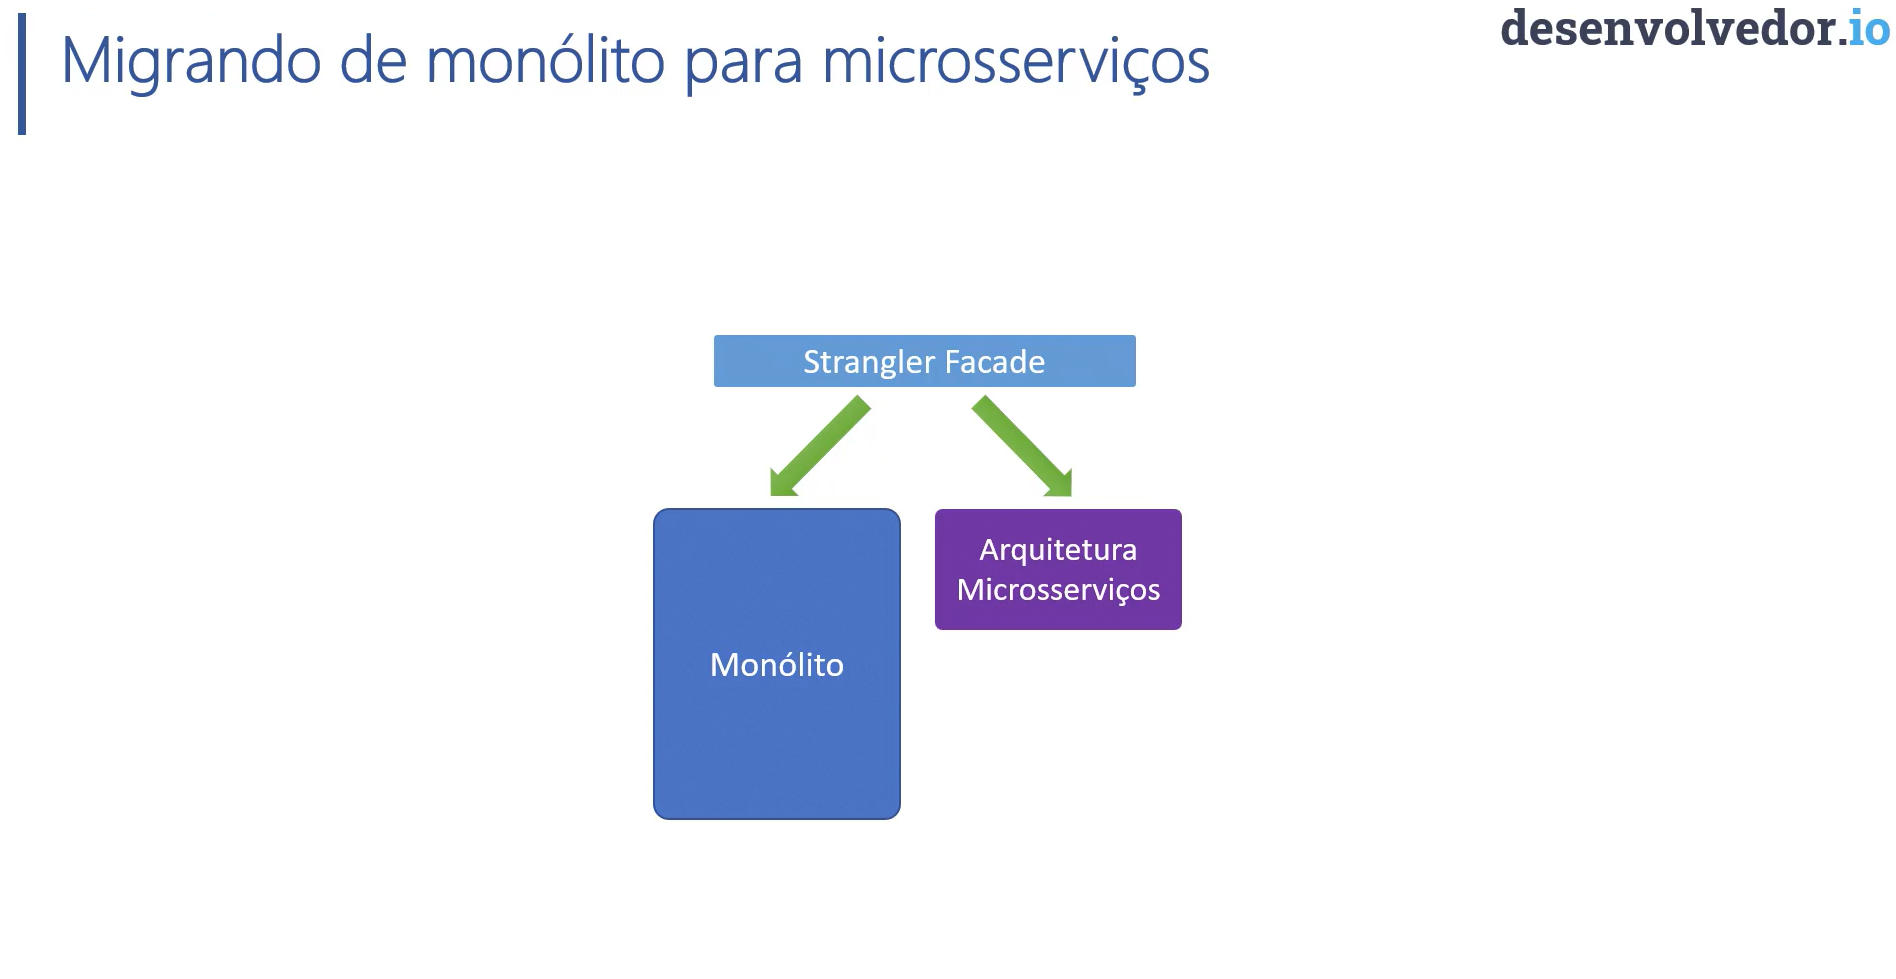 Migrando de monólito para microsserviços
desenvolvedor.io
Strangler Facade
Monólito
Arquitetura
Microsserviços